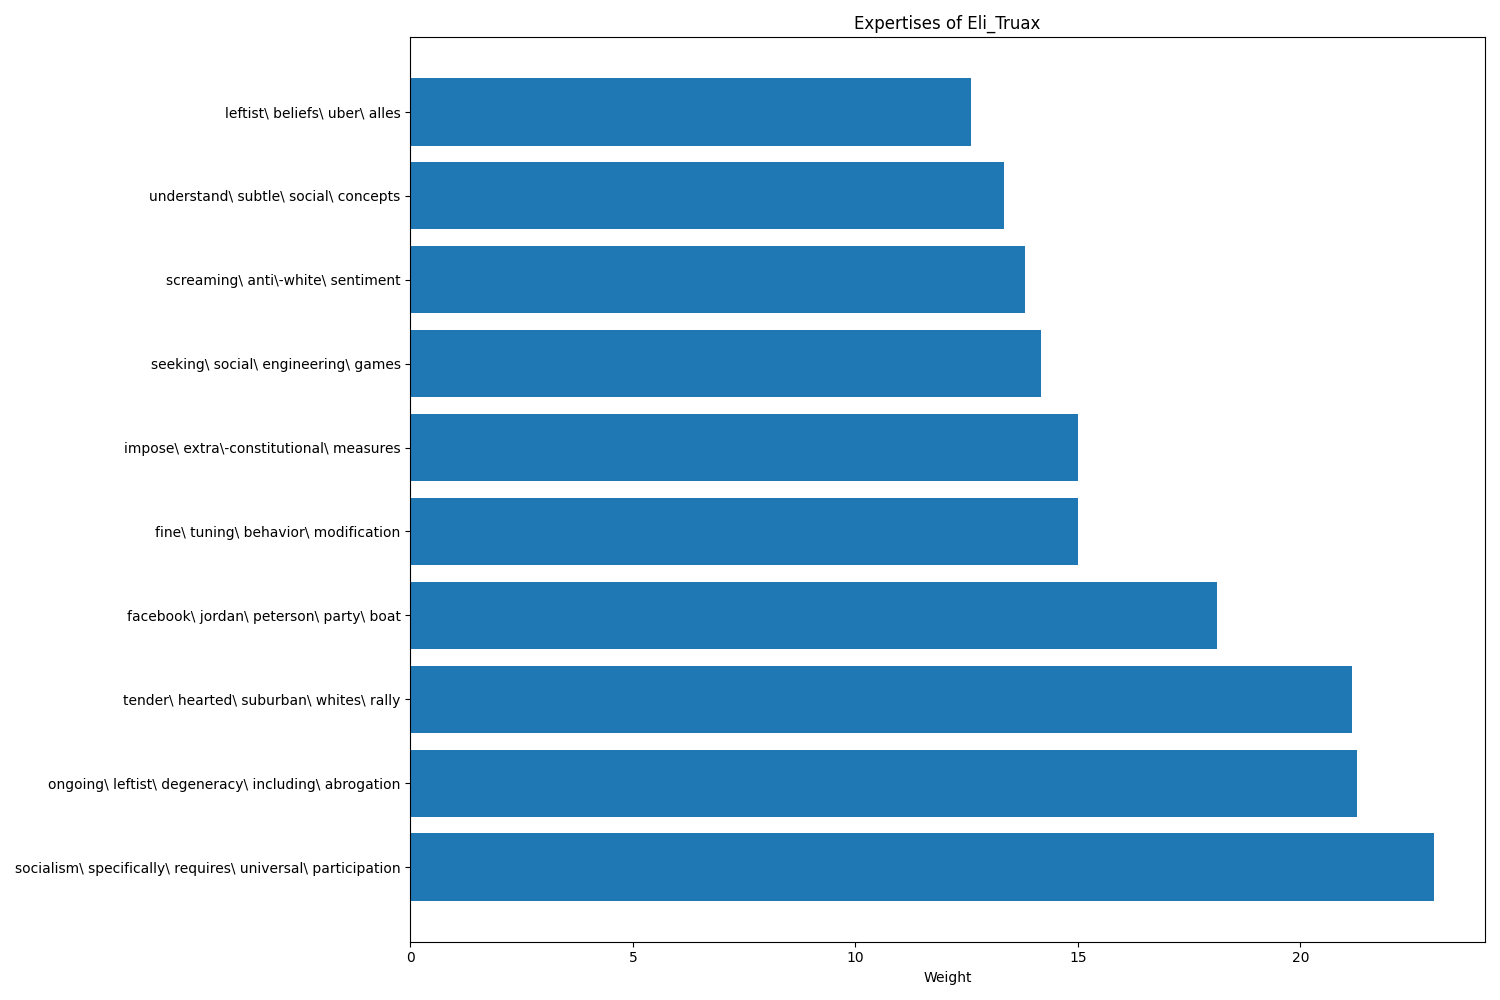 Expertises of Eli_Truax
leftist\ beliefs\ uber\ alles
understand\ subtle\ social\ concepts
screaming\ anti\-white\ sentiment
seeking\ social\ engineering\ games
impose\ extra\-constitutional\ measures
fine\ tuning\ behavior\ modification
facebook\ jordan\ peterson\ party\ boat
tender\ hearted\ suburban\ whites\ rally
ongoing\ leftist\ degeneracy\ including\ abrogation
socialism\ specifically\ requires\ universal\ participation
0 5 10 15 20
Weight